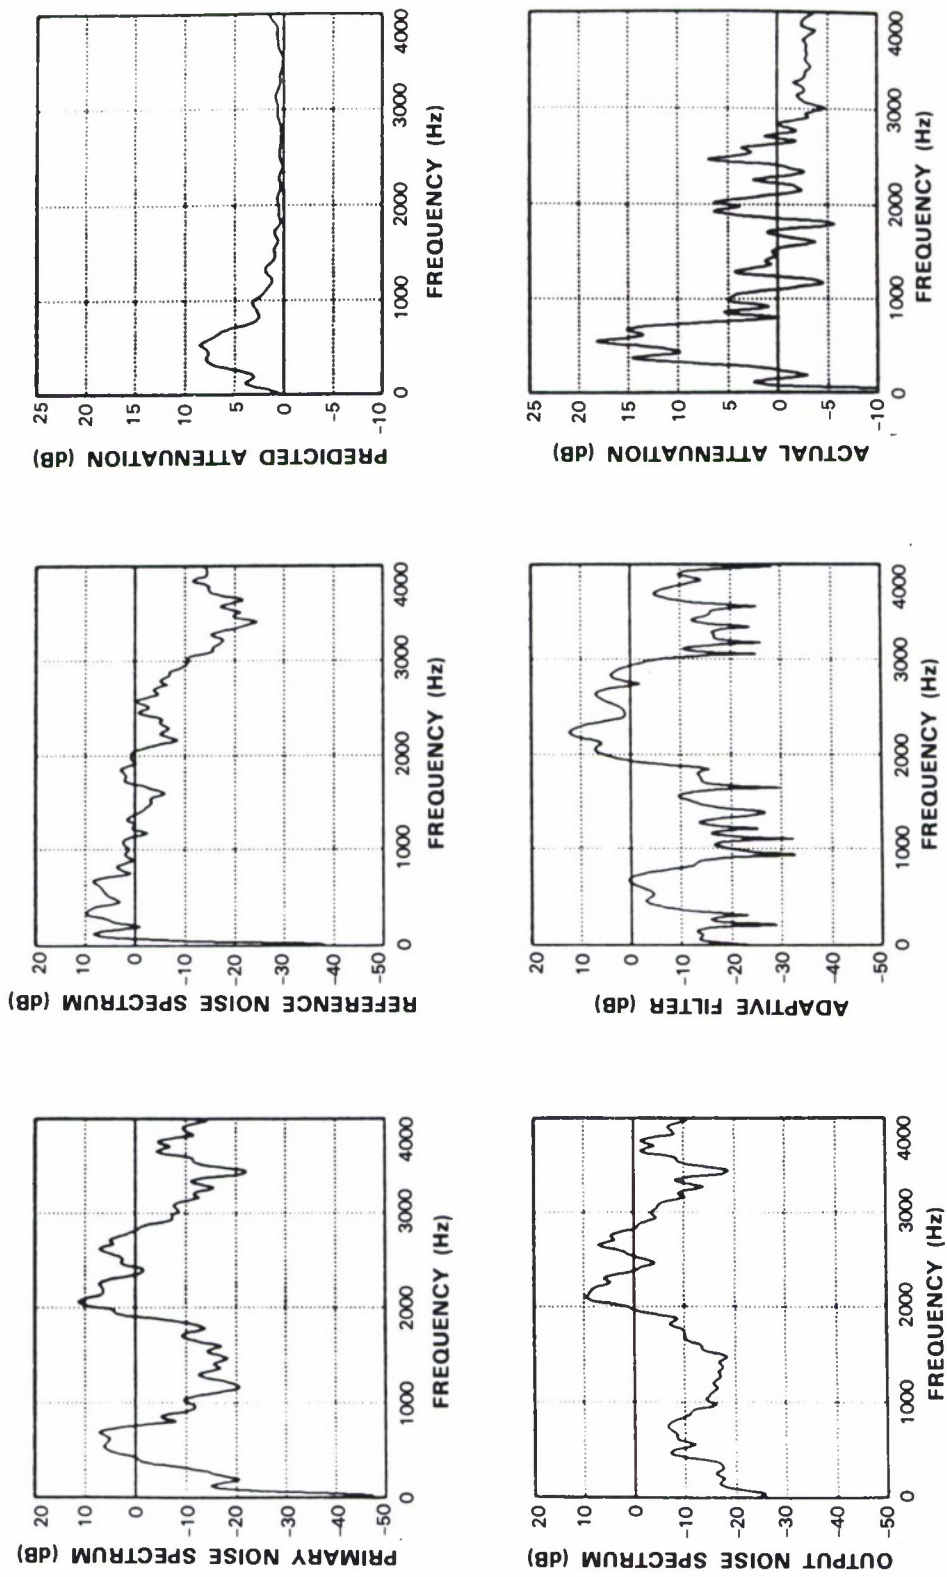 PRIMARY NOISE SPECTRUM (dB)
20
10
0
-10
-20
-30
-40
-50
0 1000 2000 3000 4000
FREQUENCY (Hz)
REFERENCE NOISE SPECTRUM (dB)
20
10
0
-10
-20
-30
-40
-50
0 1000 2000 3000 4000
FREQUENCY (Hz)
PREDICTED ATTENUATION (dB)
25
20
15
10
5
0
-5
-10
0 1000 2000 3000 4000
FREQUENCY (Hz)
OUTPUT NOISE SPECTRUM (dB)
20
10
0
-10
-20
-30
-40
-50
0 1000 2000 3000 4000
FREQUENCY (Hz)
ADAPTIVE FILTER (dB)
20
10
0
-10
-20
-30
-40
-50
0 1000 2000 3000 4000
FREQUENCY (Hz)
ACTUAL ATTENUATION (dB)
25
20
15
10
5
0
-5
-10
0 1000 2000 3000 4000
FREQUENCY (Hz)